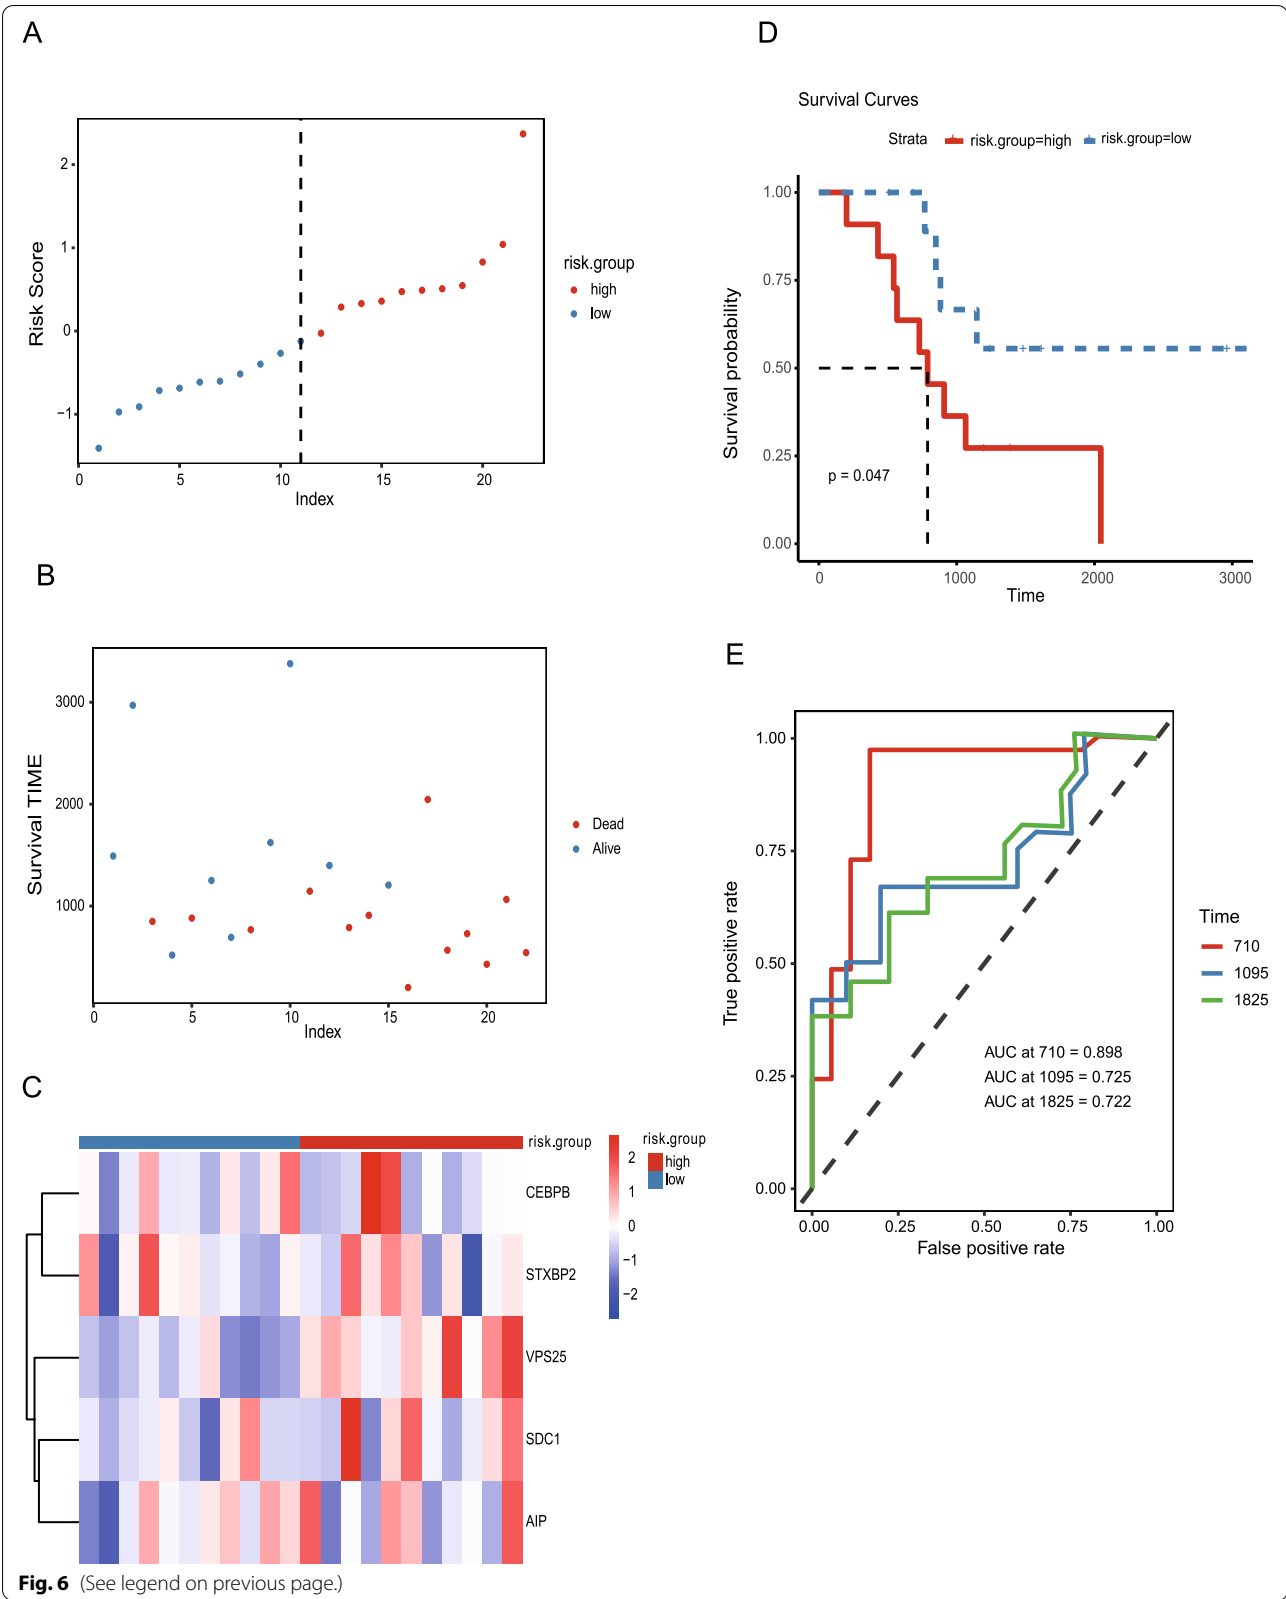 A
Risk Score
2
1
0
−1
0 5 10 15 20
Index
risk.group
high
low
B
Survival TIME
3000
2000
1000
0 5 10 15 20
Index
Dead
Alive
C
risk.group
CEBPB
STXBP2
VPS25
SDC1
AIP
2
1
0
−1
−2
risk.group
high
low
D
Survival Curves
Strata risk.group=high risk.group=low
Survival probability
1.00
0.75
0.50
0.25
0.00
p = 0.047
0 1000 2000 3000
Time
E
True positive rate
1.00
0.75
0.50
0.25
0.00
AUC at 710 = 0.898
AUC at 1095 = 0.725
AUC at 1825 = 0.722
0.00 0.25 0.50 0.75 1.00
False positive rate
Time
710
1095
1825
Fig. 6 (See legend on previous page.)